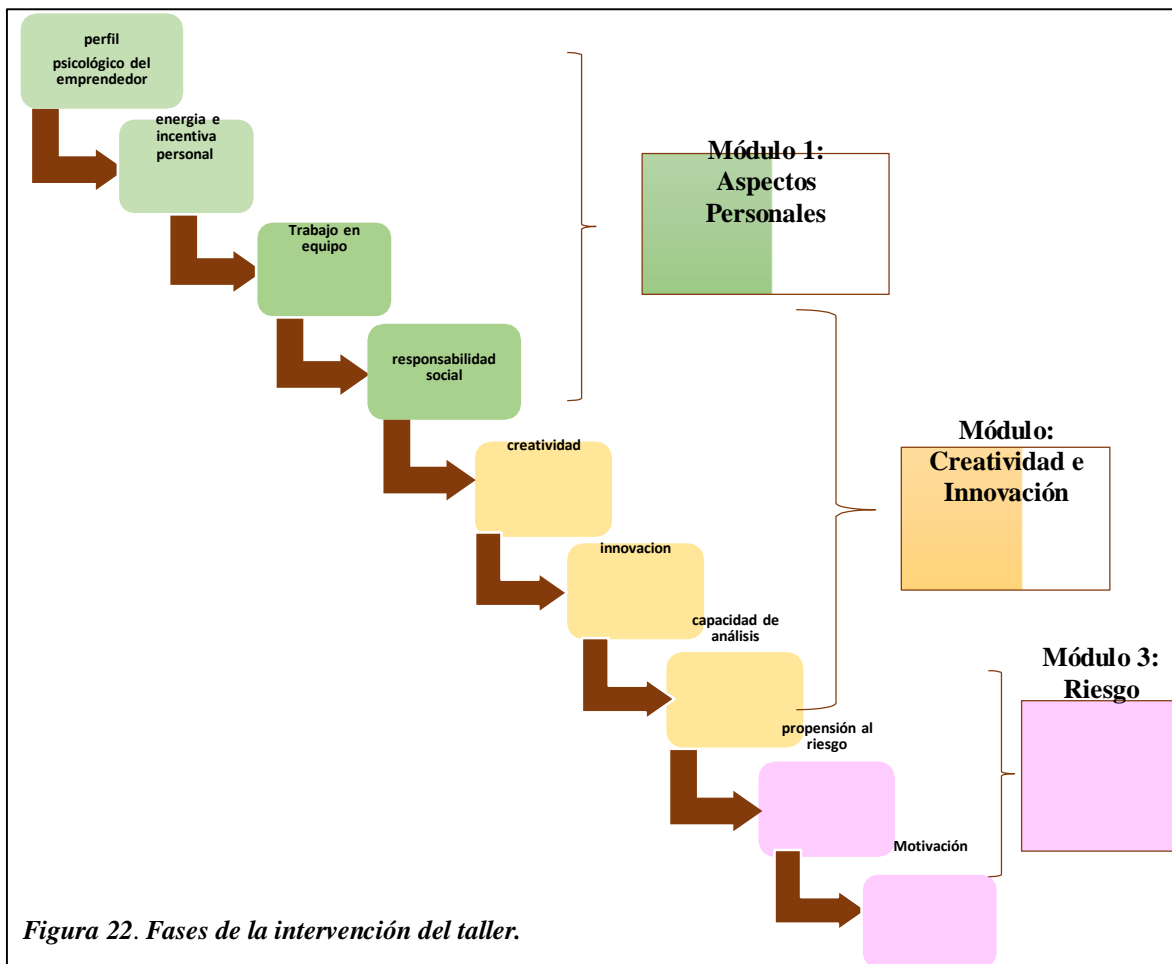 perfil
psicológico del
emprendedor
energia e
incentiva
personal
Trabajo en
equipo
responsabilidad
social
creatividad
innovacion
capacidad de
análisis
propensión al
riesgo
Motivación
Módulo 1:
Aspectos
Personales
Módulo:
Creatividad e
Innovación
Módulo 3:
Riesgo
Figura 22. Fases de la intervención del taller.